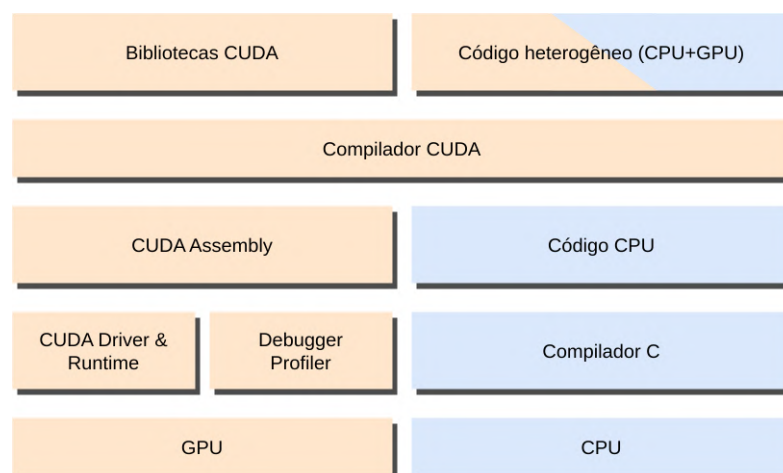 Bibliotecas CUDA
Código heterogêneo (CPU+GPU)
Compilador CUDA
CUDA Assembly
Código CPU
CUDA Driver &
Runtime
Debugger
Profiler
Compilador C
GPU
CPU